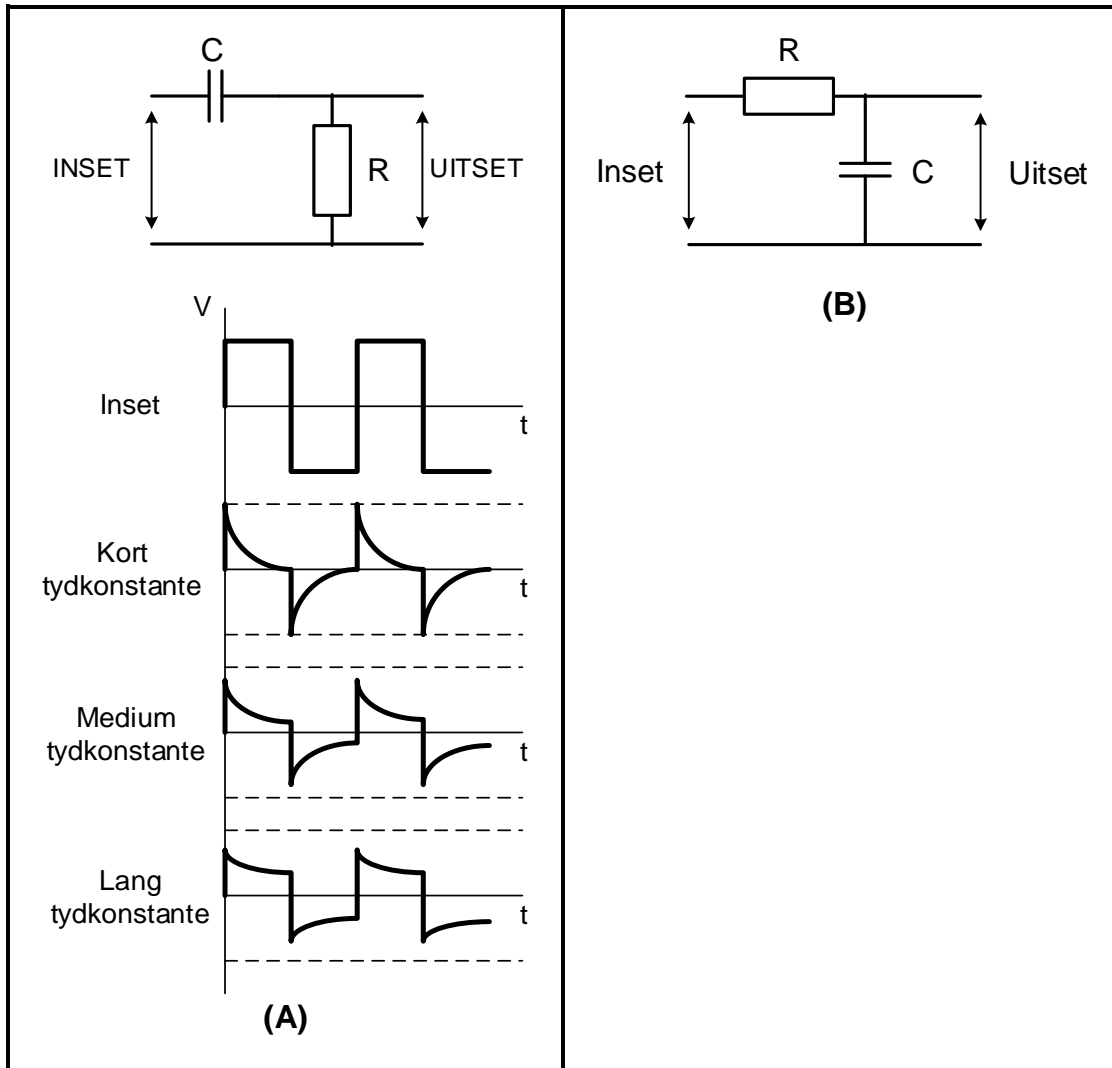 C
INSET
R
UITSET
V
Inset
t
Kort
tydkonstante
t
Medium
tydkonstante
t
Lang
tydkonstante
t
(A)
R
Inset
C
Uitset
(B)